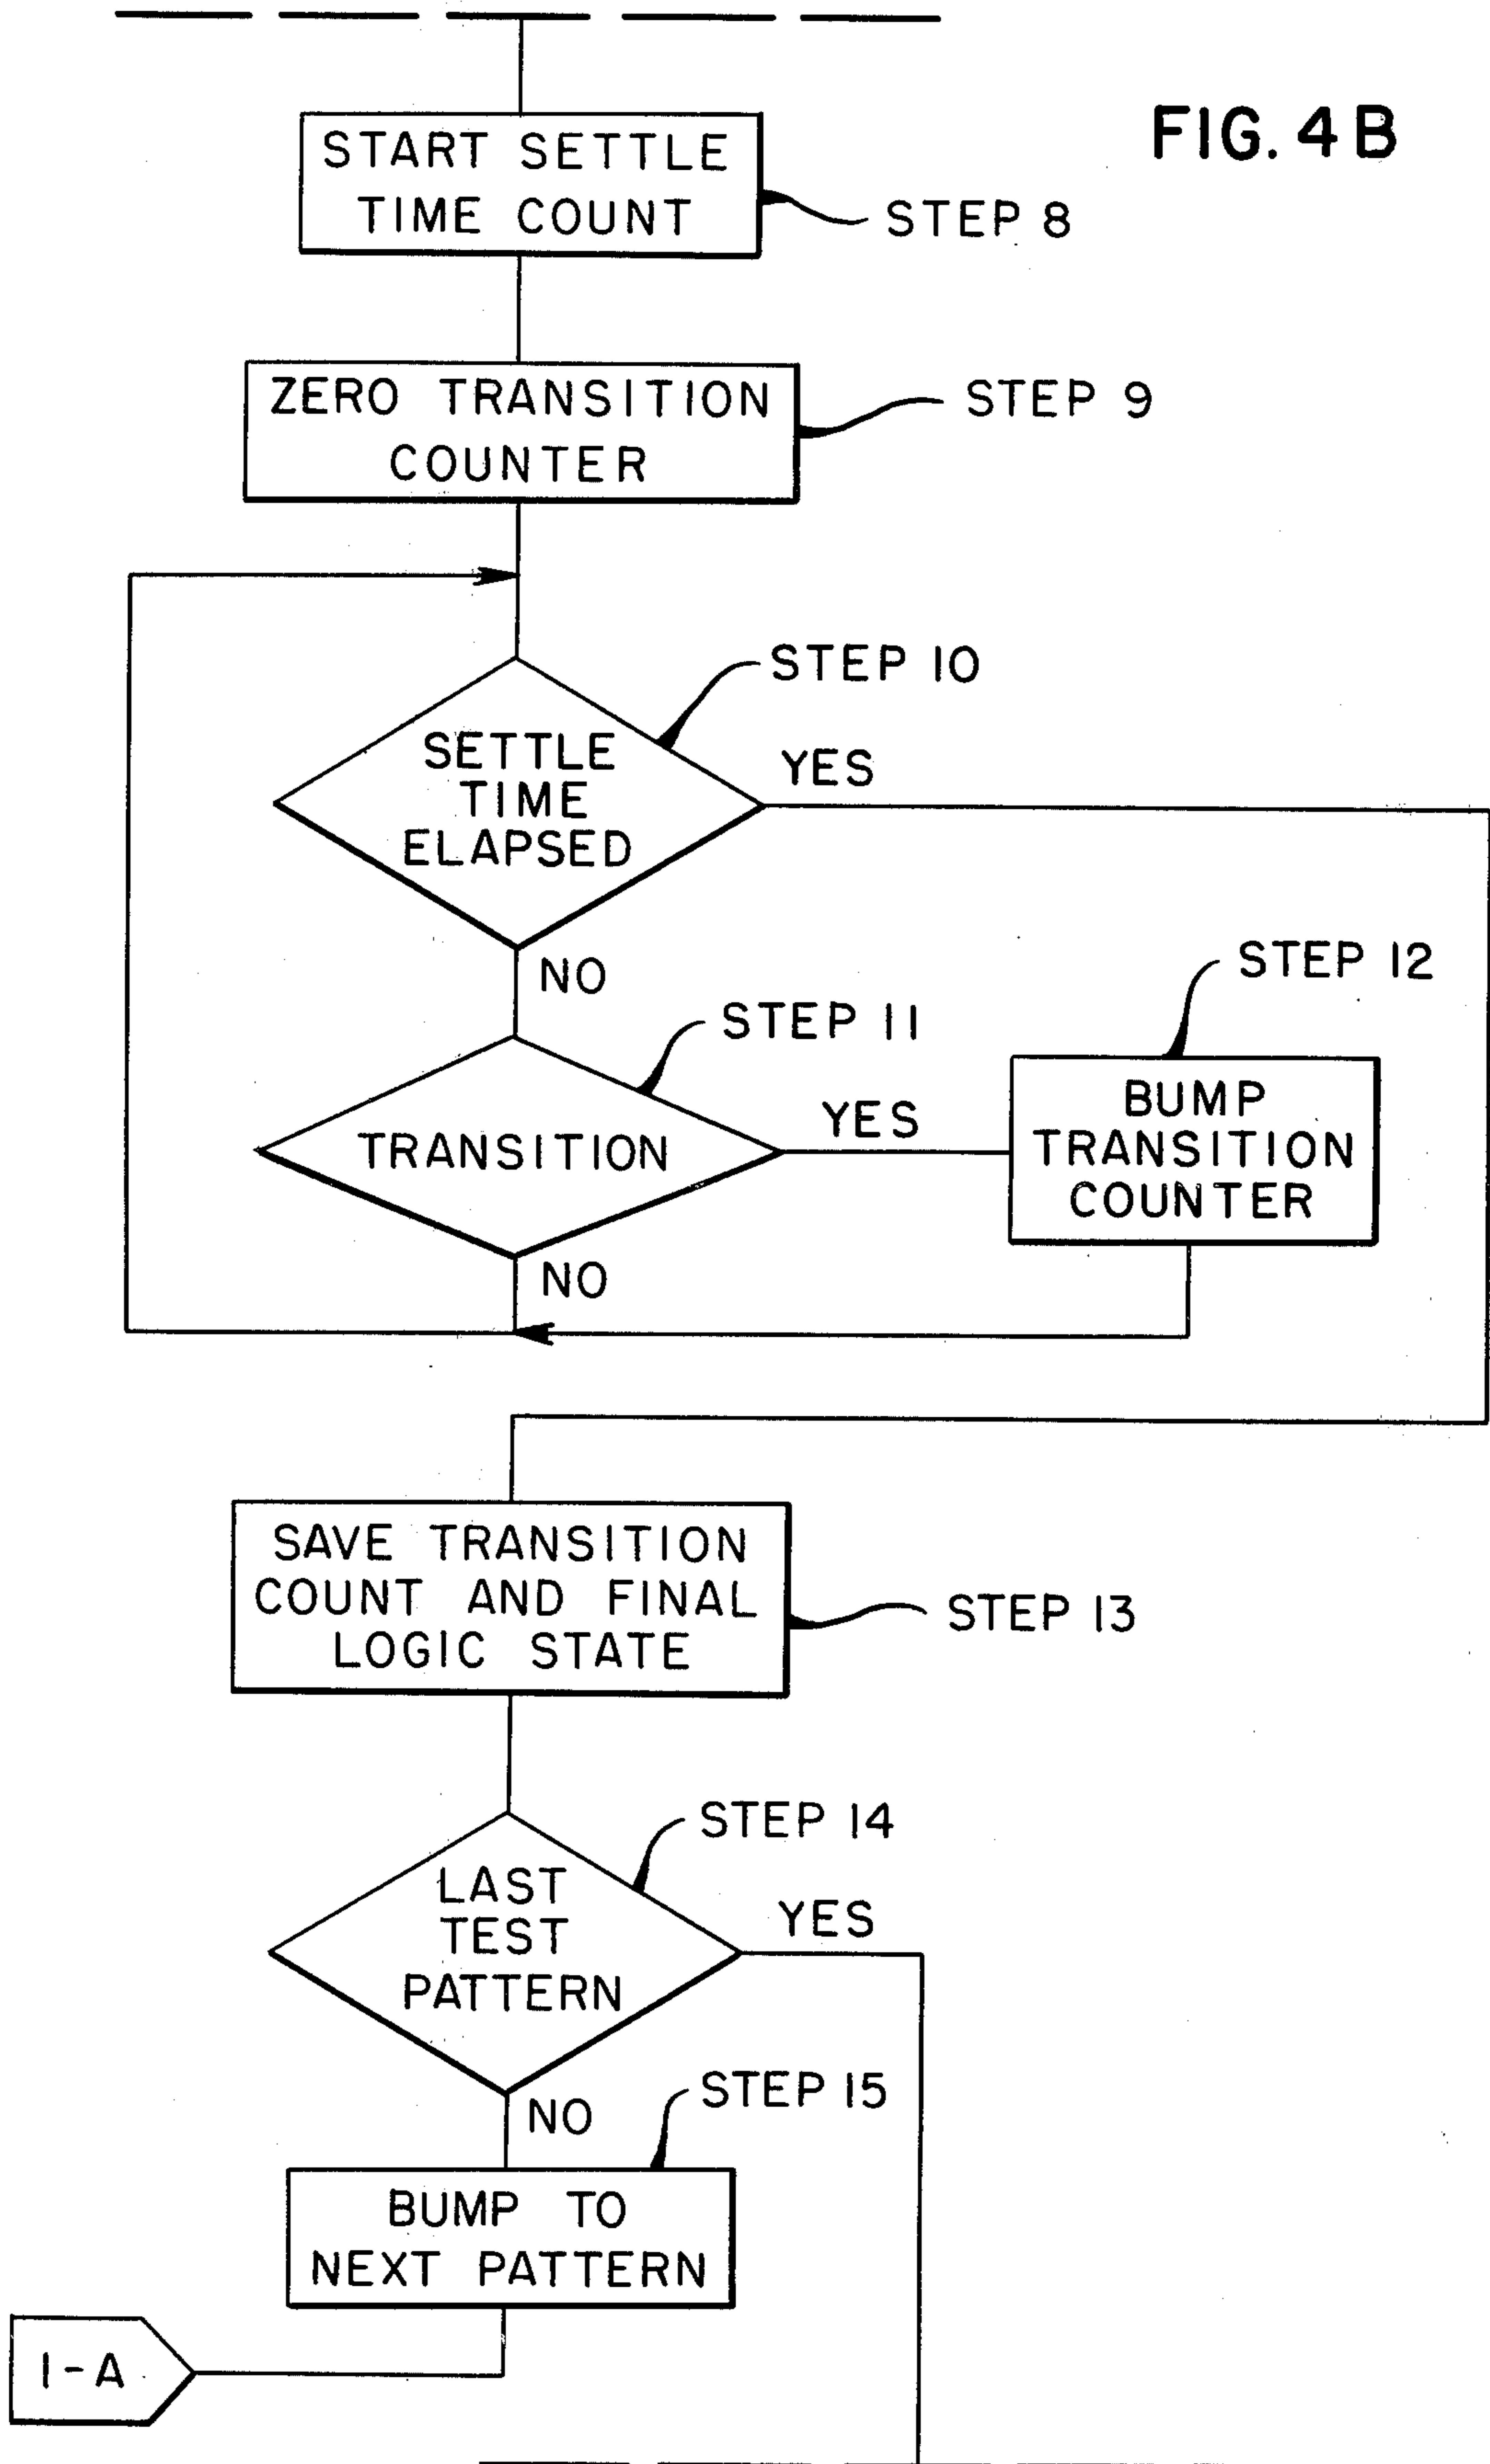 FIG. 4B
START SETTLE
TIME COUNT
STEP 8
ZERO TRANSITION
COUNTER
STEP 9
STEP 10
SETTLE
TIME
ELAPSED
YES
NO
STEP 11
TRANSITION
YES
STEP 12
BUMP
TRANSITION
COUNTER
NO
SAVE TRANSITION
COUNT AND FINAL
LOGIC STATE
STEP 13
STEP 14
LAST
TEST
PATTERN
YES
NO
STEP 15
BUMP TO
NEXT PATTERN
1-A